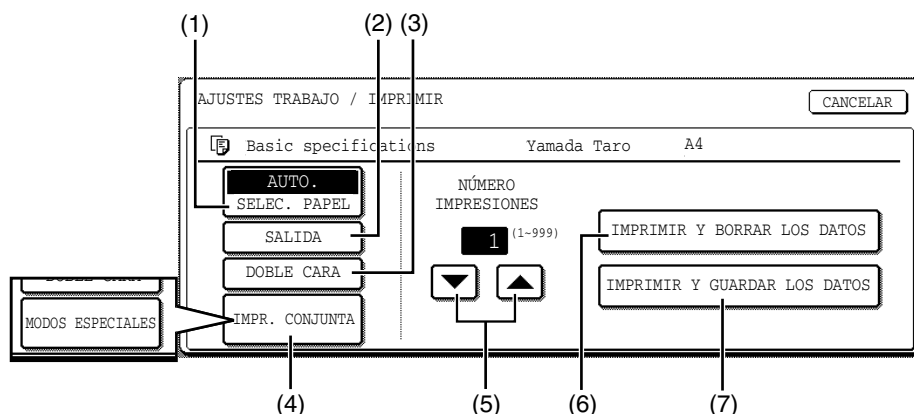 (1) (2) (3)
AJUSTES TRABAJO / IMPRIMIR
CANCELAR
Basic specifications Yamada Taro A4
AUTO.
SELEC. PAPEL
SALIDA
DOBLE CARA
IMPR. CONJUNTA
DOBLE CARA
MODOS ESPECIALES
NÚMERO
IMPRESIONES
1 (1~999)
IMPRIMIR Y BORRAR LOS DATOS
IMPRIMIR Y GUARDAR LOS DATOS
(4) (5) (6) (7)